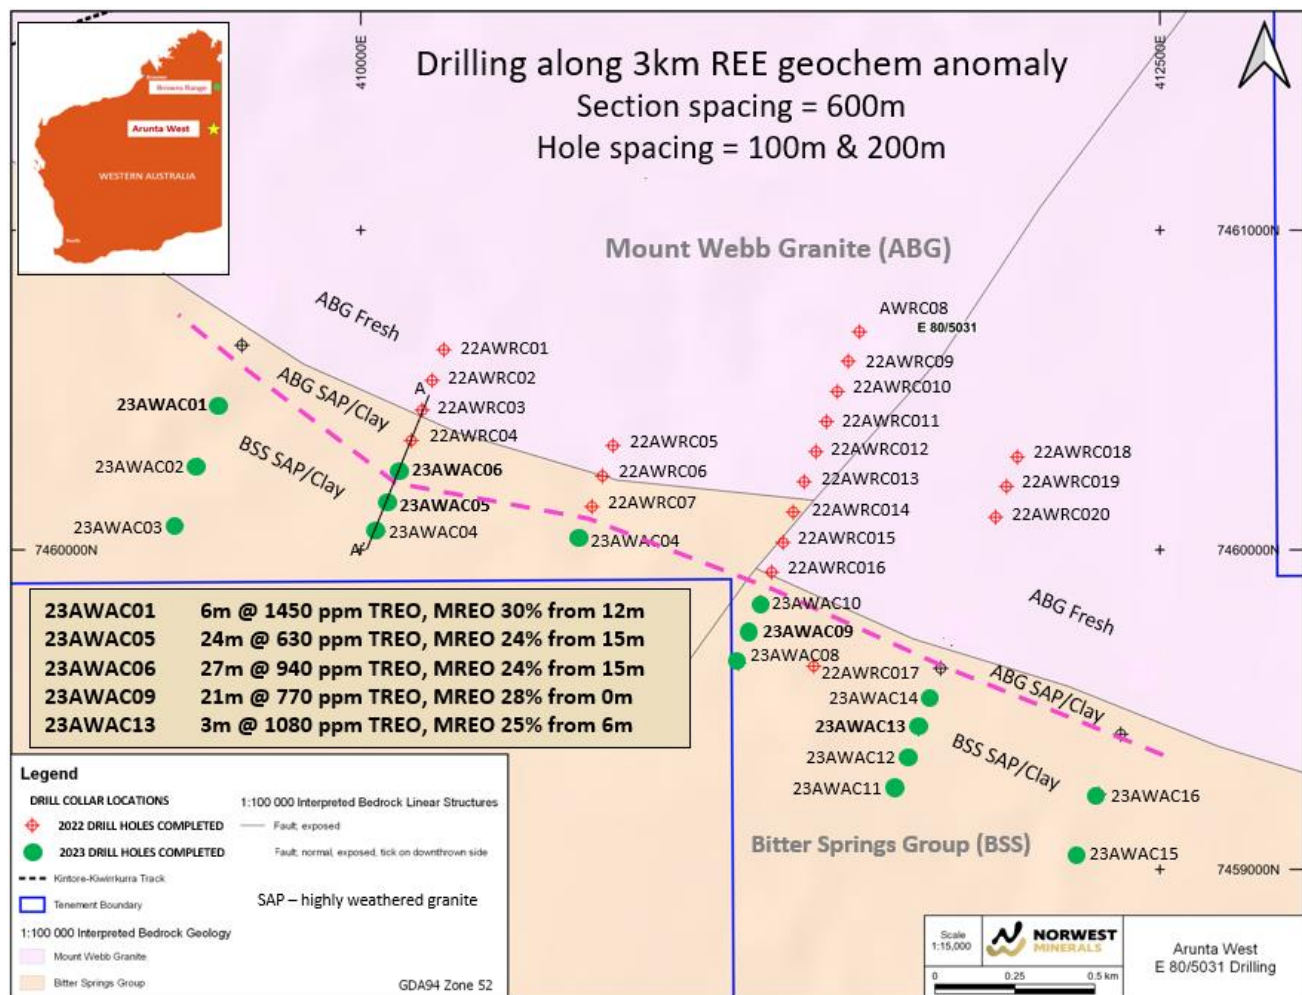 Drilling along 3km REE geochem anomaly
Section spacing = 600m
Hole spacing = 100m & 200m
410000E
412500E
Browns Range
Arunta West
WESTERN AUSTRALIA
Perth
7461000N
Mount Webb Granite (ABG)
ABG Fresh
AWRC08
E 80/5031
22AWRC01
22AWRC09
22AWRC02
22AWRC010
A
ABG SAP/Clay
22AWRC03
22AWRC011
23AWAC01
22AWRC04
22AWRC05
22AWRC012
22AWRC018
BSS SAP/Clay
23AWAC02
23AWAC06
22AWRC06
22AWRC013
22AWRC019
23AWAC05
22AWRC07
22AWRC014
22AWRC020
23AWAC03
23AWAC04
23AWAC04
22AWRC015
7460000N
7460000N
22AWRC016
ABG Fresh
23AWAC01 6m @ 1450 ppm TREO, MREO 30% from 12m
23AWAC05 24m @ 630 ppm TREO, MREO 24% from 15m
23AWAC06 27m @ 940 ppm TREO, MREO 24% from 15m
23AWAC09 21m @ 770 ppm TREO, MREO 28% from 0m
23AWAC13 3m @ 1080 ppm TREO, MREO 25% from 6m
23AWAC10
23AWAC09
23AWAC08
22AWRC017
ABG SAP/Clay
23AWAC14
23AWAC13
BSS SAP/Clay
23AWAC12
23AWAC11
23AWAC16
Bitter Springs Group (BSS)
23AWAC15
7459000N
Legend
DRILL COLLAR LOCATIONS
2022 DRILL HOLES COMPLETED
2023 DRILL HOLES COMPLETED
Kintore-Kiwirrkurra Track
Tenement Boundary
1:100 000 Interpreted Bedrock Geology
Mount Webb Granite
Bitter Springs Group
1:100 000 Interpreted Bedrock Linear Structures
Fault; exposed
Fault; normal, exposed, tick on downthrown side
SAP – highly weathered granite
GDA94 Zone 52
Scale
1:15,000
NORWEST
MINERALS
0 0.25 0.5 km
Arunta West
E 80/5031 Drilling